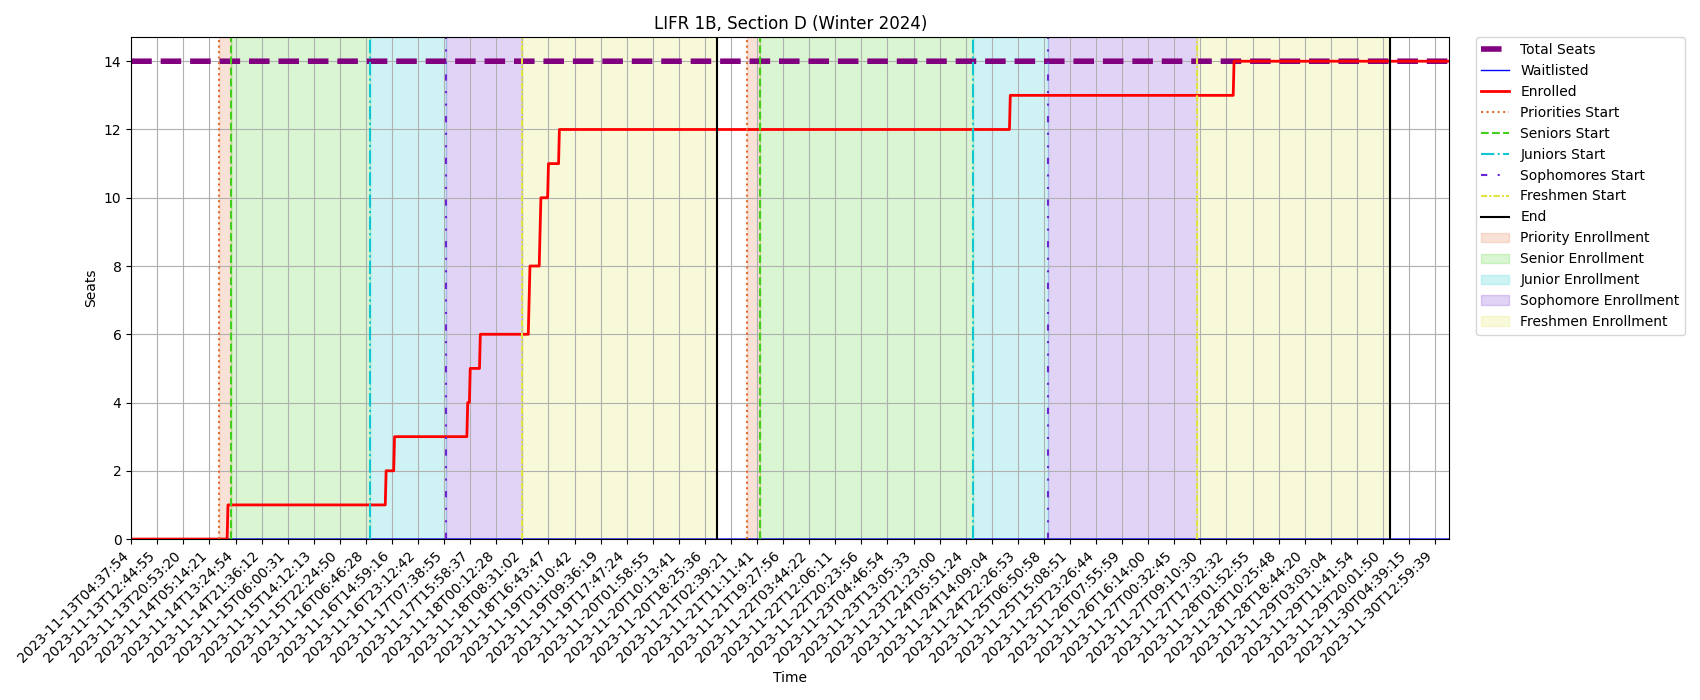 LIFR 1B, Section D (Winter 2024)
Seats
14
12
10
8
6
4
2
0
2023-11-13T04:37:54
2023-11-13T12:44:55
2023-11-13T20:53:20
2023-11-14T05:14:21
2023-11-14T13:24:54
2023-11-14T21:36:12
2023-11-15T06:00:31
2023-11-15T14:12:13
2023-11-15T22:24:50
2023-11-16T06:46:28
2023-11-16T14:59:16
2023-11-16T23:12:42
2023-11-17T07:38:55
2023-11-17T15:58:37
2023-11-18T00:12:28
2023-11-18T08:31:02
2023-11-18T16:43:47
2023-11-19T01:10:42
2023-11-19T09:36:19
2023-11-19T17:47:24
2023-11-20T01:58:55
2023-11-20T10:13:41
2023-11-20T18:25:36
2023-11-21T02:39:21
2023-11-21T11:11:41
2023-11-21T19:27:56
2023-11-22T03:44:22
2023-11-22T12:06:11
2023-11-22T20:23:56
2023-11-23T04:46:54
2023-11-23T13:05:33
2023-11-23T21:23:00
2023-11-24T05:51:24
2023-11-24T14:09:04
2023-11-24T22:26:53
2023-11-25T06:50:58
2023-11-25T15:08:51
2023-11-25T23:26:44
2023-11-26T07:55:59
2023-11-26T16:14:00
2023-11-27T00:32:45
2023-11-27T09:10:30
2023-11-27T17:32:32
2023-11-28T01:52:55
2023-11-28T10:25:48
2023-11-28T18:44:20
2023-11-29T03:03:04
2023-11-29T11:41:54
2023-11-29T20:01:50
2023-11-30T04:39:15
2023-11-30T12:59:39
Time
Total Seats
Waitlisted
Enrolled
Priorities Start
Seniors Start
Juniors Start
Sophomores Start
Freshmen Start
End
Priority Enrollment
Senior Enrollment
Junior Enrollment
Sophomore Enrollment
Freshmen Enrollment